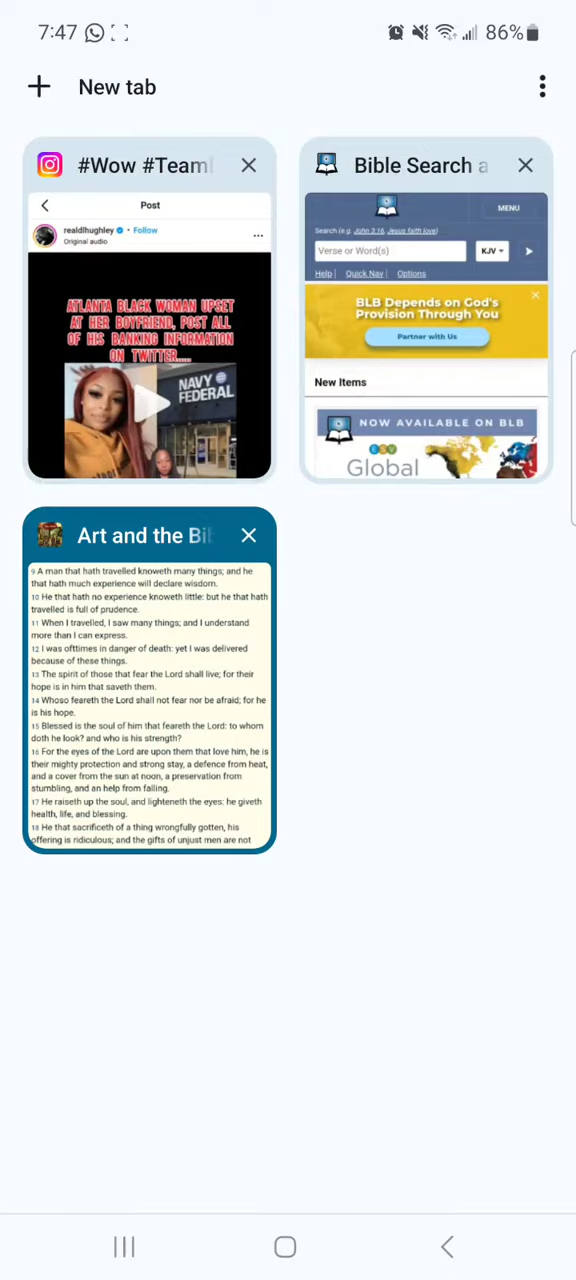 7:47
86%
New tab
#Wow #Team
Post
realdlhughley • Follow
Original audio
ATLANTA BLACK WOMAN UPSET
AT HER BOYFRIEND, POST ALL
OF HIS BANKING INFORMATION
ON TWITTER.....
NAVY
FEDERAL
Bible Search a
MENU
Search (e.g. John 3:16, Jesus faith love)
Verse or Word(s)
KJV
Help | Quick Nav | Options
BLB Depends on God's
Provision Through You
Partner with Us
New Items
NOW AVAILABLE ON BLB
ESV
Global
Art and the Bi
9 A man that hath travelled knoweth many things; and he
that hath much experience will declare wisdom.
10 He that hath no experience knoweth little: but he that hath
travelled is full of prudence.
11 When I travelled, I saw many things; and I understand
more than I can express.
12 I was ofttimes in danger of death: yet I was delivered
because of these things.
13 The spirit of those that fear the Lord shall live; for their
hope is in him that saveth them.
14 Whoso feareth the Lord shall not fear nor be afraid; for he
is his hope.
15 Blessed is the soul of him that feareth the Lord: to whom
doth he look? and who is his strength?
16 For the eyes of the Lord are upon them that love him, he is
their mighty protection and strong stay, a defence from heat,
and a cover from the sun at noon, a preservation from
stumbling, and an help from falling.
17 He raiseth up the soul, and lighteneth the eyes: he giveth
health, life, and blessing.
18 He that sacrificeth of a thing wrongfully gotten, his
offering is ridiculous; and the gifts of unjust men are not